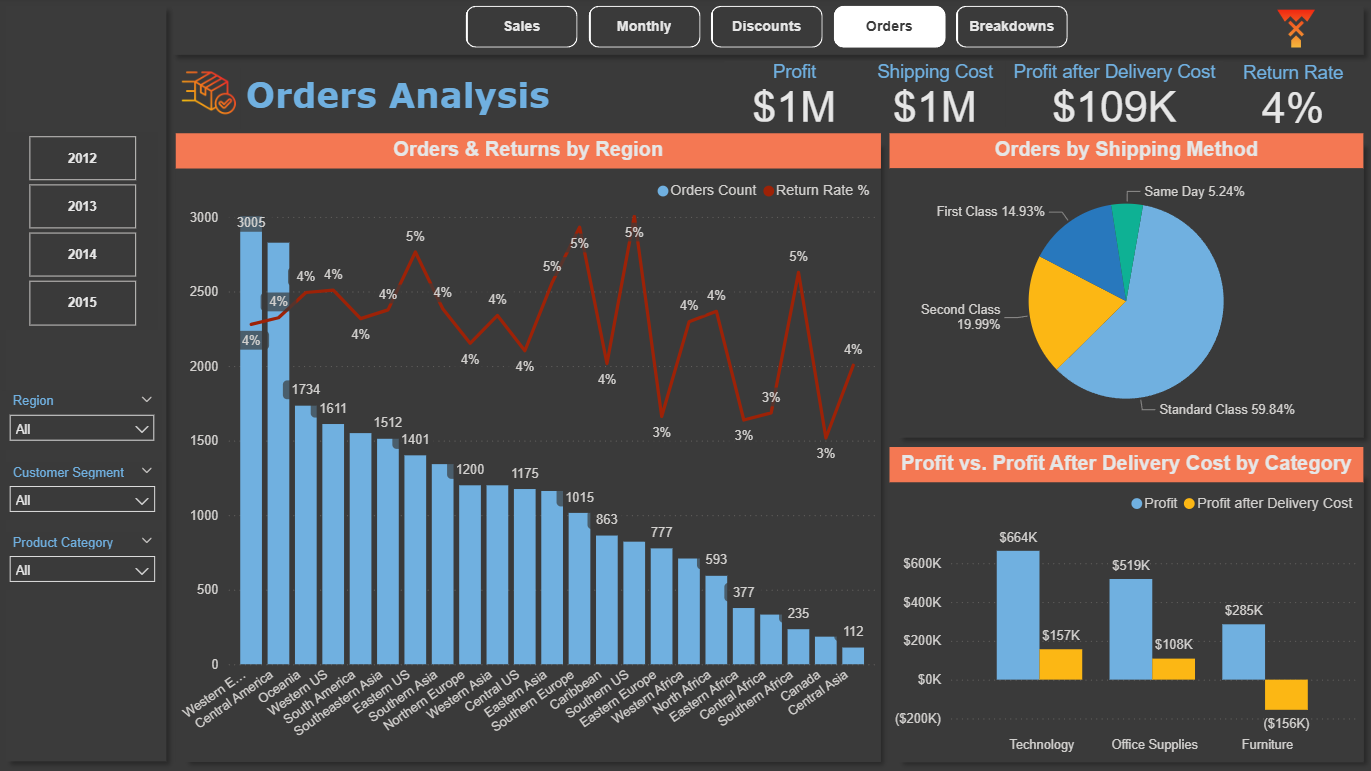 Sales
Monthly
Discounts
Orders
Breakdowns
Orders Analysis
Profit
$1M
Shipping Cost
$1M
Profit after Delivery Cost
$109K
Return Rate
4%
2012
2013
2014
2015
Region
All
Customer Segment
All
Product Category
All
Orders & Returns by Region
Orders Count
Return Rate %
3000
2500
2000
1500
1000
500
0
3005
1734
1611
1512
1401
1200
1175
1015
863
777
593
377
235
112
4%
4%
4%
4%
4%
4%
5%
4%
4%
4%
4%
5%
5%
4%
5%
3%
4%
4%
3%
3%
5%
3%
4%
Western E...
Central America
Oceania
Western US
South America
Southeastern Asia
Eastern US
Southern Asia
Northern Europe
Western Asia
Central US
Eastern Asia
Southern Europe
Caribbean
Southern US
Eastern Europe
Western Africa
North Africa
Eastern Africa
Central Africa
Southern Africa
Canada
Central Asia
Orders by Shipping Method
Same Day 5.24%
First Class 14.93%
Second Class
19.99%
Standard Class 59.84%
Profit vs. Profit After Delivery Cost by Category
Profit
Profit after Delivery Cost
$600K
$400K
$200K
$0K
($200K)
$664K
$157K
$519K
$108K
$285K
($156K)
Technology
Office Supplies
Furniture